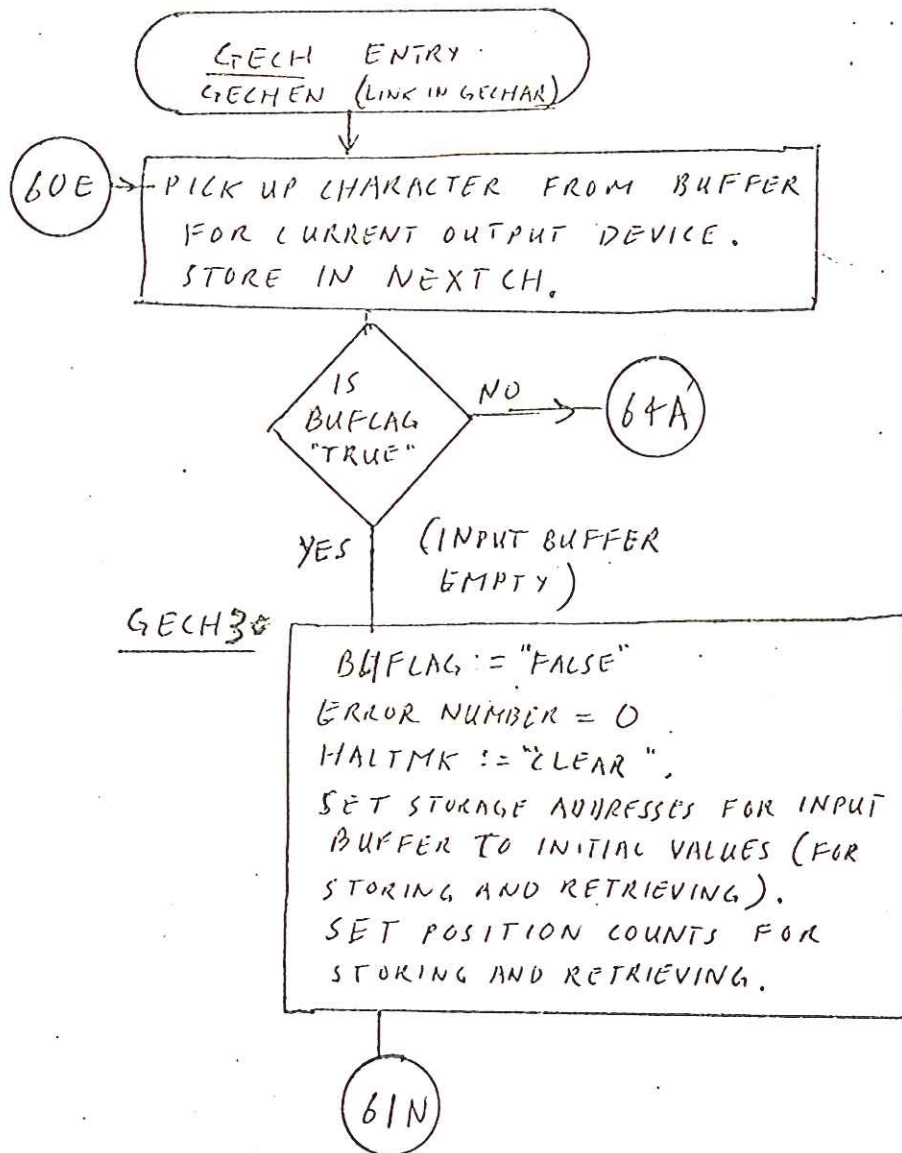 GECH ENTRY.
GECHEN (LINK IN GECHAR)
60E
PICK UP CHARACTER FROM BUFFER
FOR CURRENT OUTPUT DEVICE.
STORE IN NEXTCH.
IS
BUFLAG
"TRUE"
NO
64A
YES
(INPUT BUFFER
EMPTY)
GECH30
BUFLAG := "FALSE"
ERROR NUMBER = 0
HALTMK := "CLEAR".
SET STORAGE ADDRESSES FOR INPUT
BUFFER TO INITIAL VALUES (FOR
STORING AND RETRIEVING).
SET POSITION COUNTS FOR
STORING AND RETRIEVING.
61N